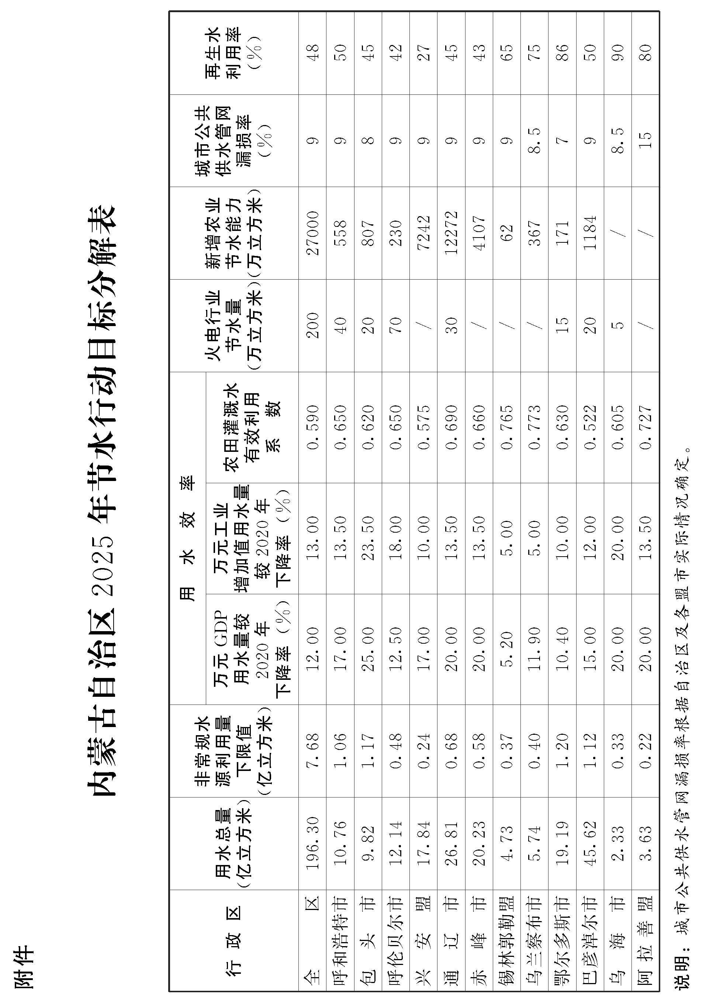 附件
内蒙古自治区 2025 年节水行动目标分解表
行政区 用水总量(亿立方米) 非常规水源利用量下限值(亿立方米) 用水效率 火电行业节水量(万立方米) 新增农业节水能力(万立方米) 城市公共供水管网漏损率(%) 再生水利用率(%)
万元GDP用水量较2020年下降率(%) 万元工业增加值用水量较2020年下降率(%) 农田灌溉水有效利用系数
全区 196.30 7.68 12.00 13.00 0.590 200 27000 9 48
呼和浩特市 10.76 1.06 17.00 13.50 0.650 40 558 9 50
包头市 9.82 1.17 25.00 23.50 0.620 20 807 8 45
呼伦贝尔市 12.14 0.48 12.50 18.00 0.650 70 230 9 42
兴安盟 17.84 0.24 17.00 10.00 0.575 / 7242 9 27
通辽市 26.81 0.68 20.00 13.50 0.690 30 12272 9 45
赤峰市 20.23 0.58 20.00 13.50 0.660 / 4107 9 43
锡林郭勒盟 4.73 0.37 5.20 5.00 0.765 / 62 9 65
乌兰察布市 5.74 0.40 11.90 5.00 0.773 / 367 8.5 75
鄂尔多斯市 19.19 1.20 10.40 10.00 0.630 15 171 7 86
巴彦淖尔市 45.62 1.12 15.00 12.00 0.522 20 1184 9 50
乌海市 2.33 0.33 20.00 20.00 0.605 5 / 8.5 90
阿拉善盟 3.63 0.22 20.00 13.50 0.727 / / 15 80
说明：城市公共供水管网漏损率根据自治区及各盟市实际情况确定。